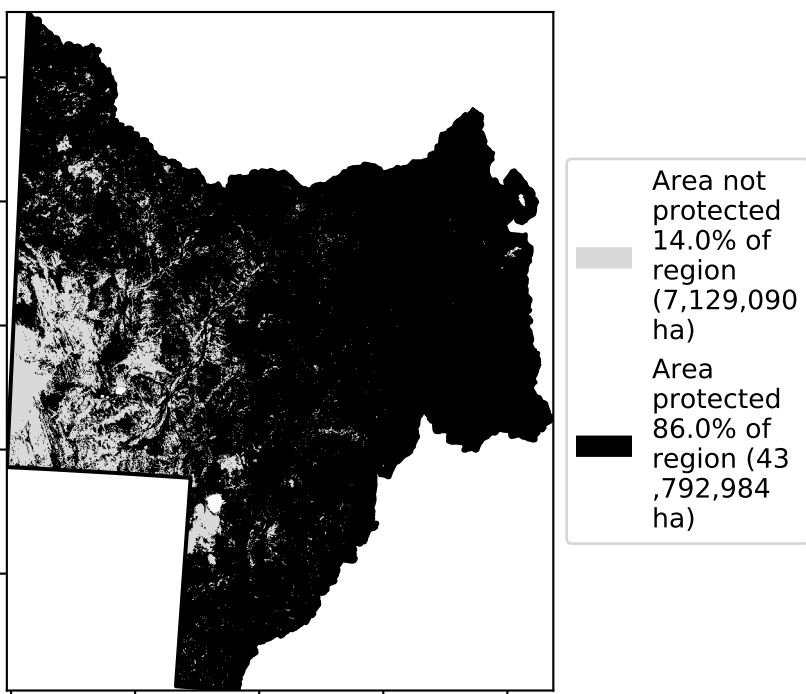 Area not
protected
14.0% of
region
(7,129,090
ha)
Area
protected
86.0% of
region (43
,792,984
ha)